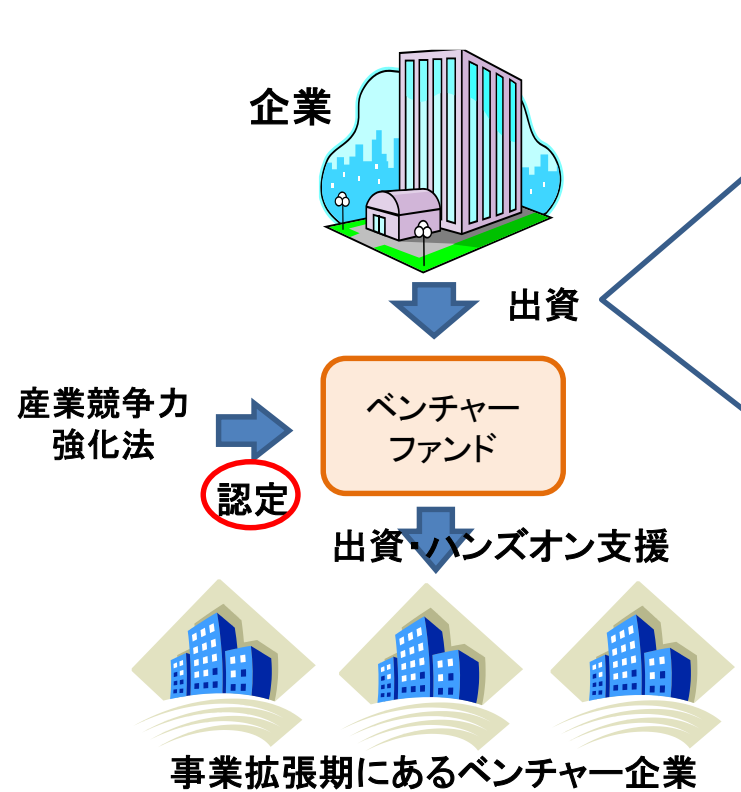 企業
出資
産業競争力
強化法
認定
ベンチャー
ファンド
出資・ハンズオン支援
事業拡張期にあるベンチャー企業